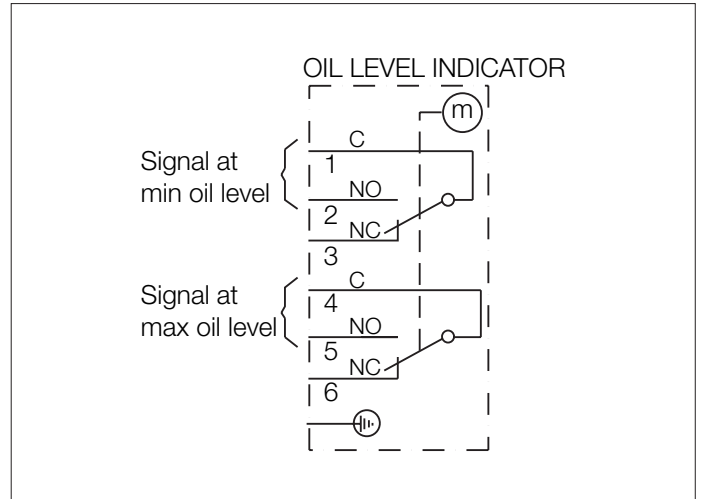 OIL LEVEL INDICATOR
m
Signal at
min oil level
C
1
NO
2
NC
3
Signal at
max oil level
C
4
NO
5
NC
6